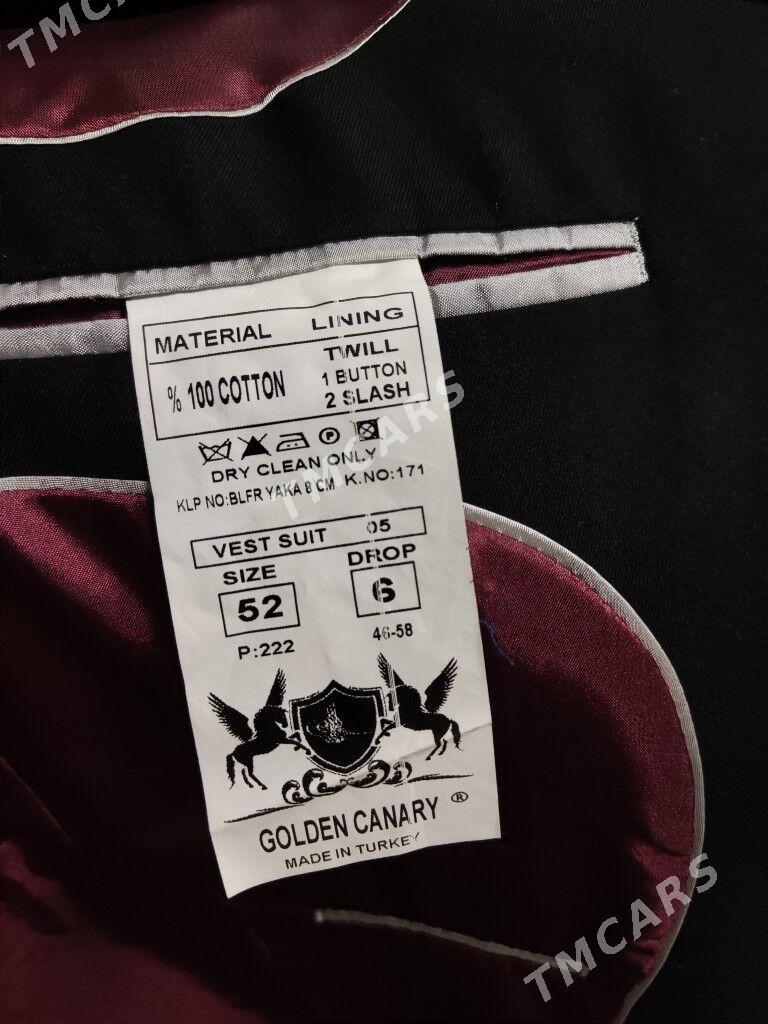 TMCARS
MATERIAL LINING
% 100 COTTON TWILL
1 BUTTON
2 SLASH
P
DRY CLEAN ONLY
KLP NO:BLFR YAKA 8 CM K.NO:171
TMCARS
VEST SUIT 05
SIZE DROP
52 6
P:222 46-58
GOLDEN CANARY ®
MADE IN TURKEY
TMCARS